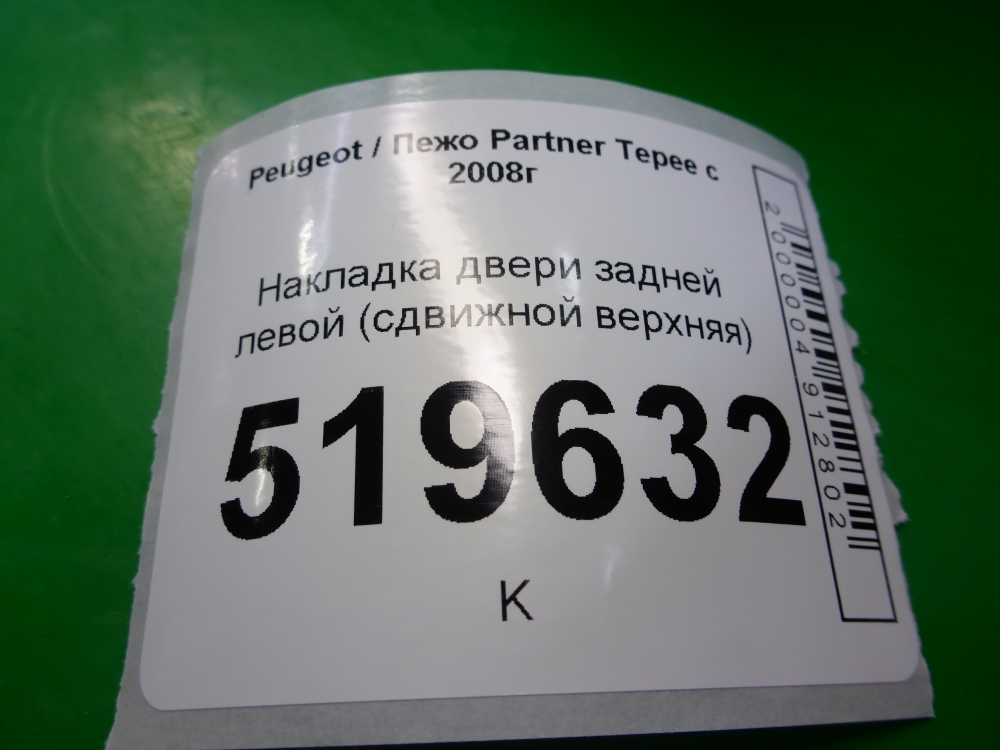 Peugeot / Пежо Partner Tepee с
2008г
Накладка двери задней
левой (сдвижной верхняя)
519632
К
2000004912802